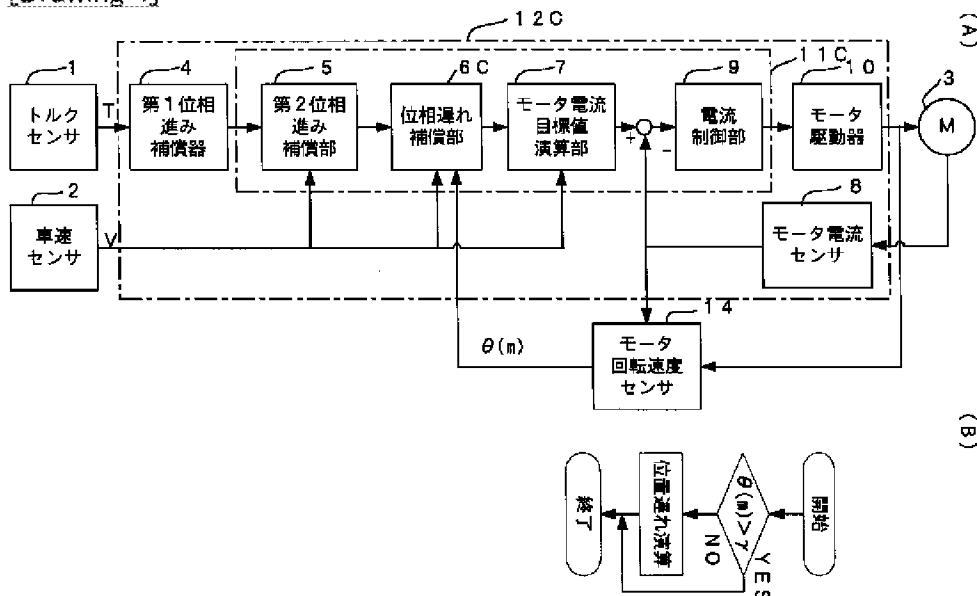 １２Ｃ
(A)
１
４
５
６Ｃ
７
９
１１Ｃ
１０
３
トルク
センサ
T
第１位相
進み
補償器
第２位相
進み
補償部
位相遅れ
補償部
モータ電流
目標値
演算部
+
-
電流
制御部
モータ
駆動器
M
２
車速
センサ
V
８
モータ電流
センサ
１４
θ(m)
モータ
回転速度
センサ
(B)
開始
θ(m)>γ
YES
NO
位置遅れ演算
終了